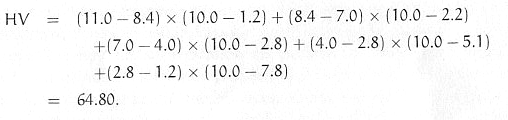 HV = (11.0 − 8.4) × (10.0 − 1.2) + (8.4 − 7.0) × (10.0 − 2.2)
+(7.0 − 4.0) × (10.0 − 2.8) + (4.0 − 2.8) × (10.0 − 5.1)
+(2.8 − 1.2) × (10.0 − 7.8)
= 64.80.